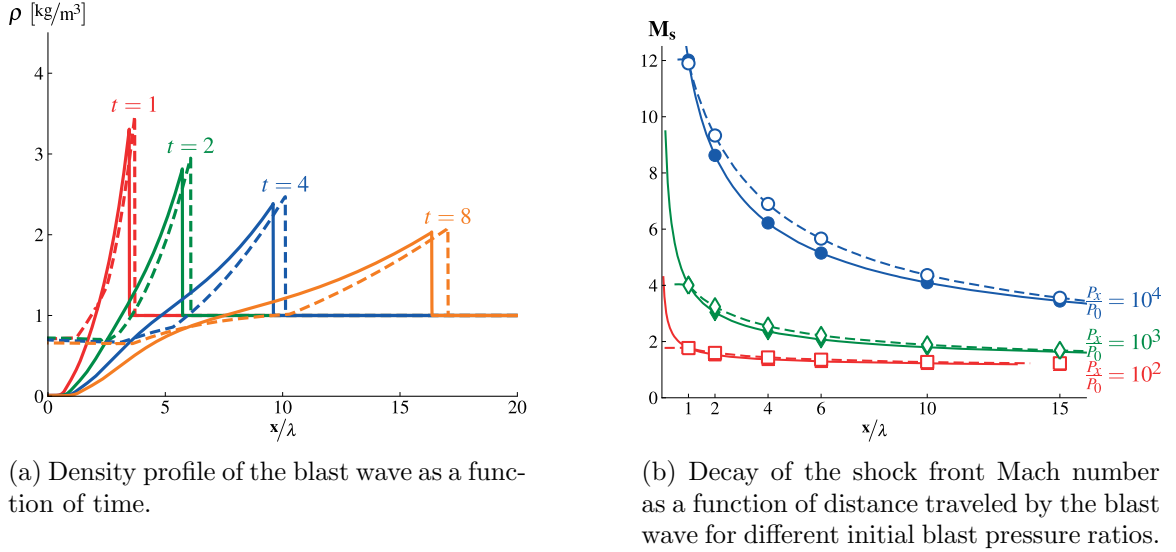 ρ [kg/m³]
4
3
2
1
0
t = 1
t = 2
t = 4
t = 8
0 5 10 15 20
x/λ
(a) Density profile of the blast wave as a func-
tion of time.
Mₛ
12
10
8
6
4
2
0
Pₓ/P₀ = 10⁴
Pₓ/P₀ = 10³
Pₓ/P₀ = 10²
1 2 4 6 10 15
x/λ
(b) Decay of the shock front Mach number
as a function of distance traveled by the blast
wave for different initial blast pressure ratios.